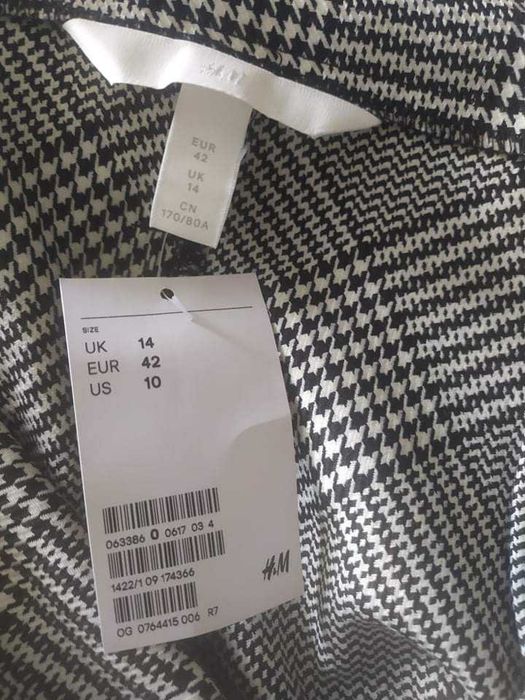 H&M
EUR
42
UK
14
CN
170/80A
SIZE
UK 14
EUR 42
US 10
063386 0 0617 03 4
1422/1 09 174366
H&M
OG 0764415 006 R7